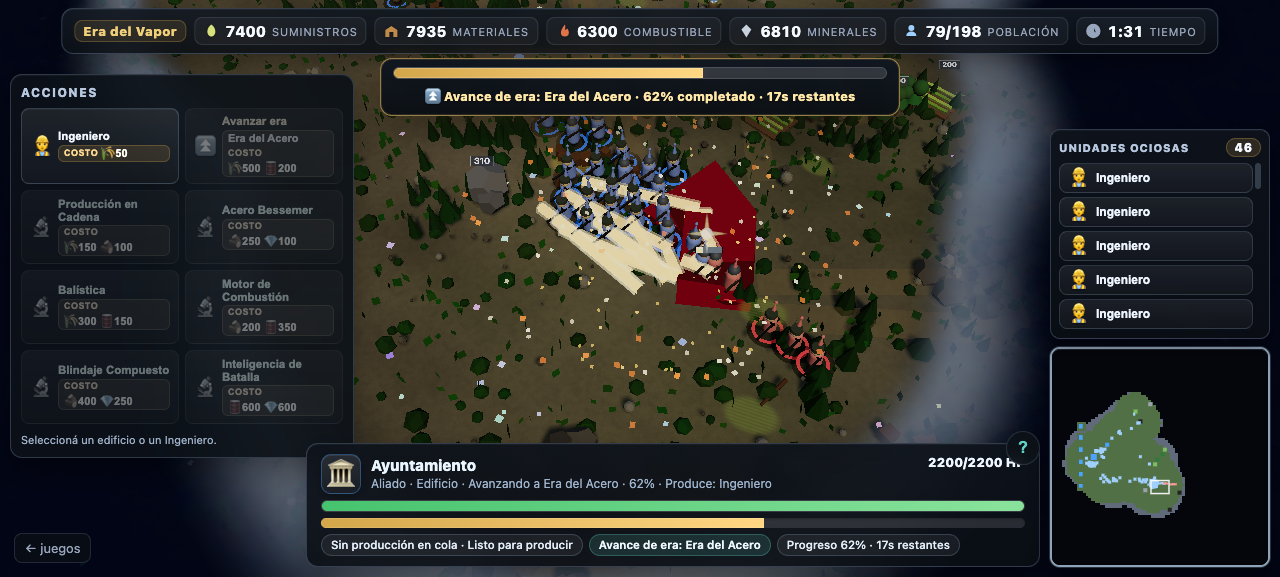 Era del Vapor
7400 SUMINISTROS
7935 MATERIALES
6300 COMBUSTIBLE
6810 MINERALES
79/198 POBLACIÓN
1:31 TIEMPO
Avance de era: Era del Acero · 62% completado · 17s restantes
ACCIONES
Ingeniero
COSTO 50
Avanzar era
Era del Acero
COSTO
500 200
Producción en
Cadena
COSTO
150 100
Acero Bessemer
COSTO
250 100
Balística
COSTO
300 150
Motor de
Combustión
COSTO
200 350
Blindaje Compuesto
COSTO
400 250
Inteligencia de
Batalla
COSTO
600 600
Seleccioná un edificio o un Ingeniero.
200
310
UNIDADES OCIOSAS 46
Ingeniero
Ingeniero
Ingeniero
Ingeniero
Ingeniero
?
Ayuntamiento
2200/2200
Aliado · Edificio · Avanzando a Era del Acero · 62% · Produce: Ingeniero
Sin producción en cola · Listo para producir
Avance de era: Era del Acero
Progreso 62% · 17s restantes
← juegos